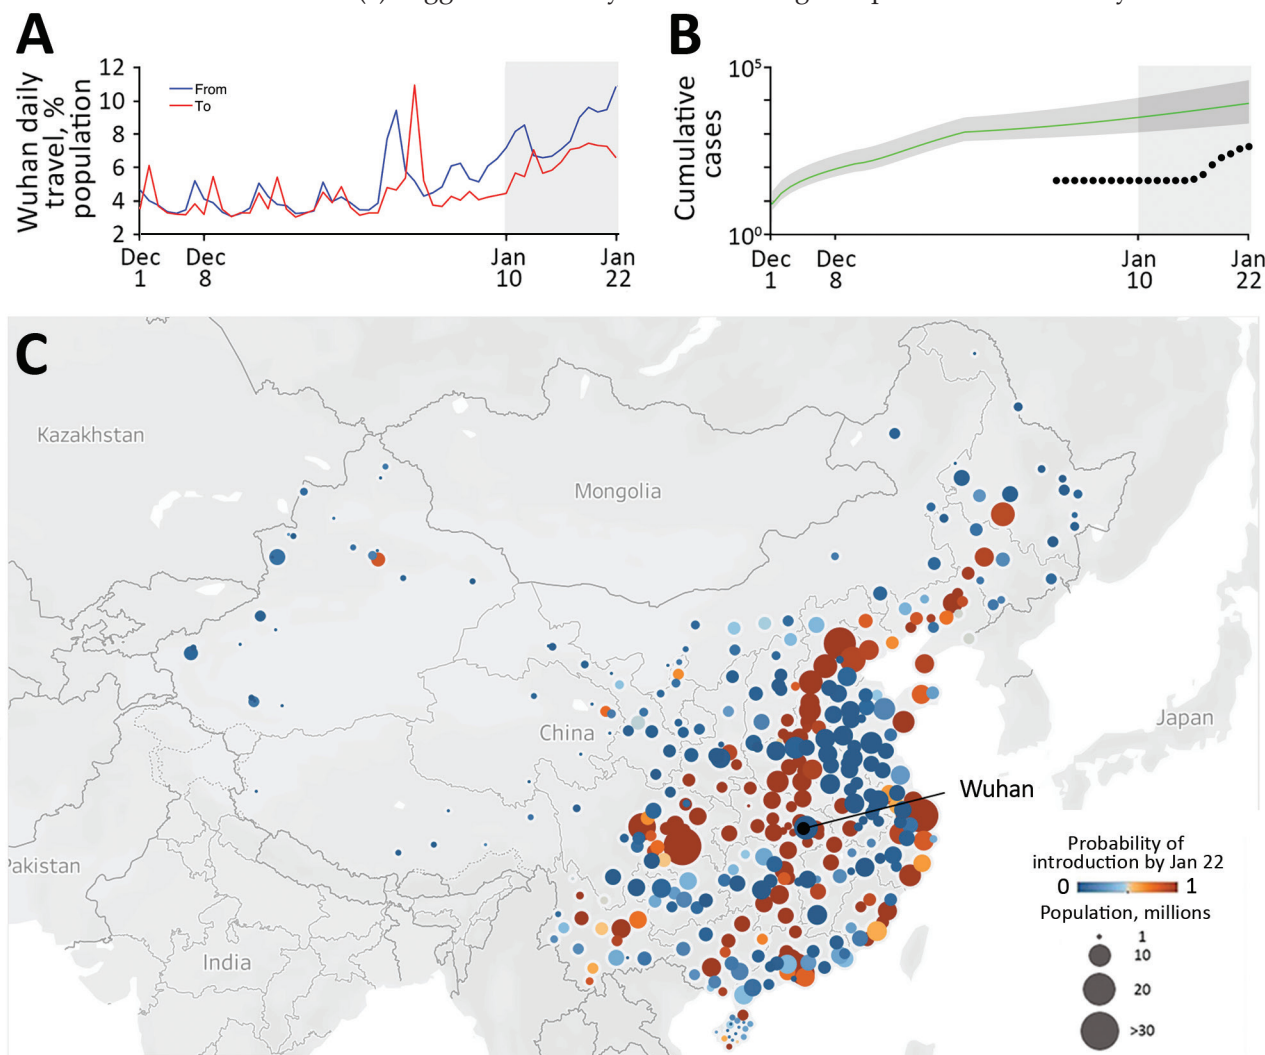 A
Wuhan daily
travel, %
population
12
10
8
6
4
2
From
To
Dec
1
Dec
8
Jan
10
Jan
22
B
Cumulative
cases
10⁵
10⁰
Dec
1
Dec
8
Jan
10
Jan
22
C
Kazakhstan
Mongolia
China
Japan
Wuhan
Pakistan
India
Probability of
introduction by Jan 22
0 1
Population, millions
1
10
20
>30